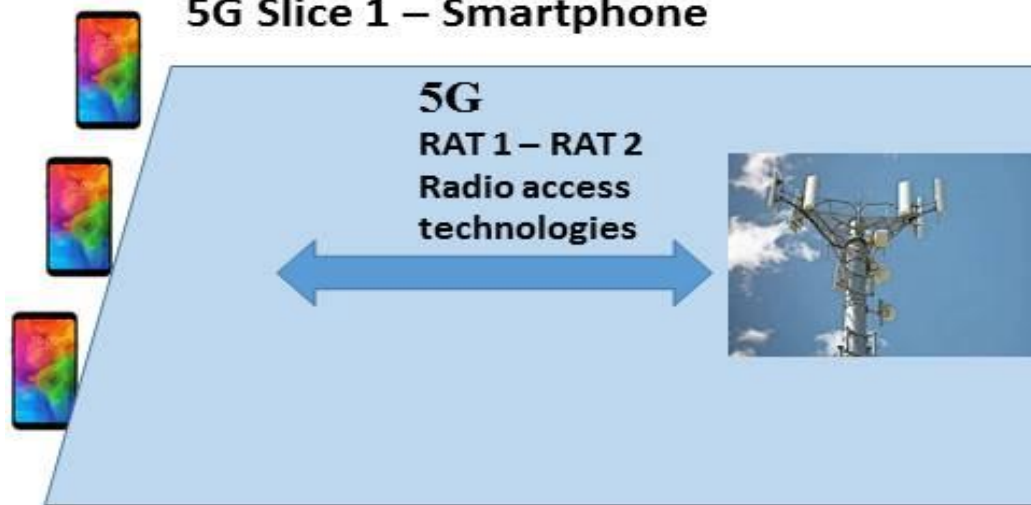 5G Slice 1 – Smartphone
5G
RAT 1 – RAT 2
Radio access
technologies